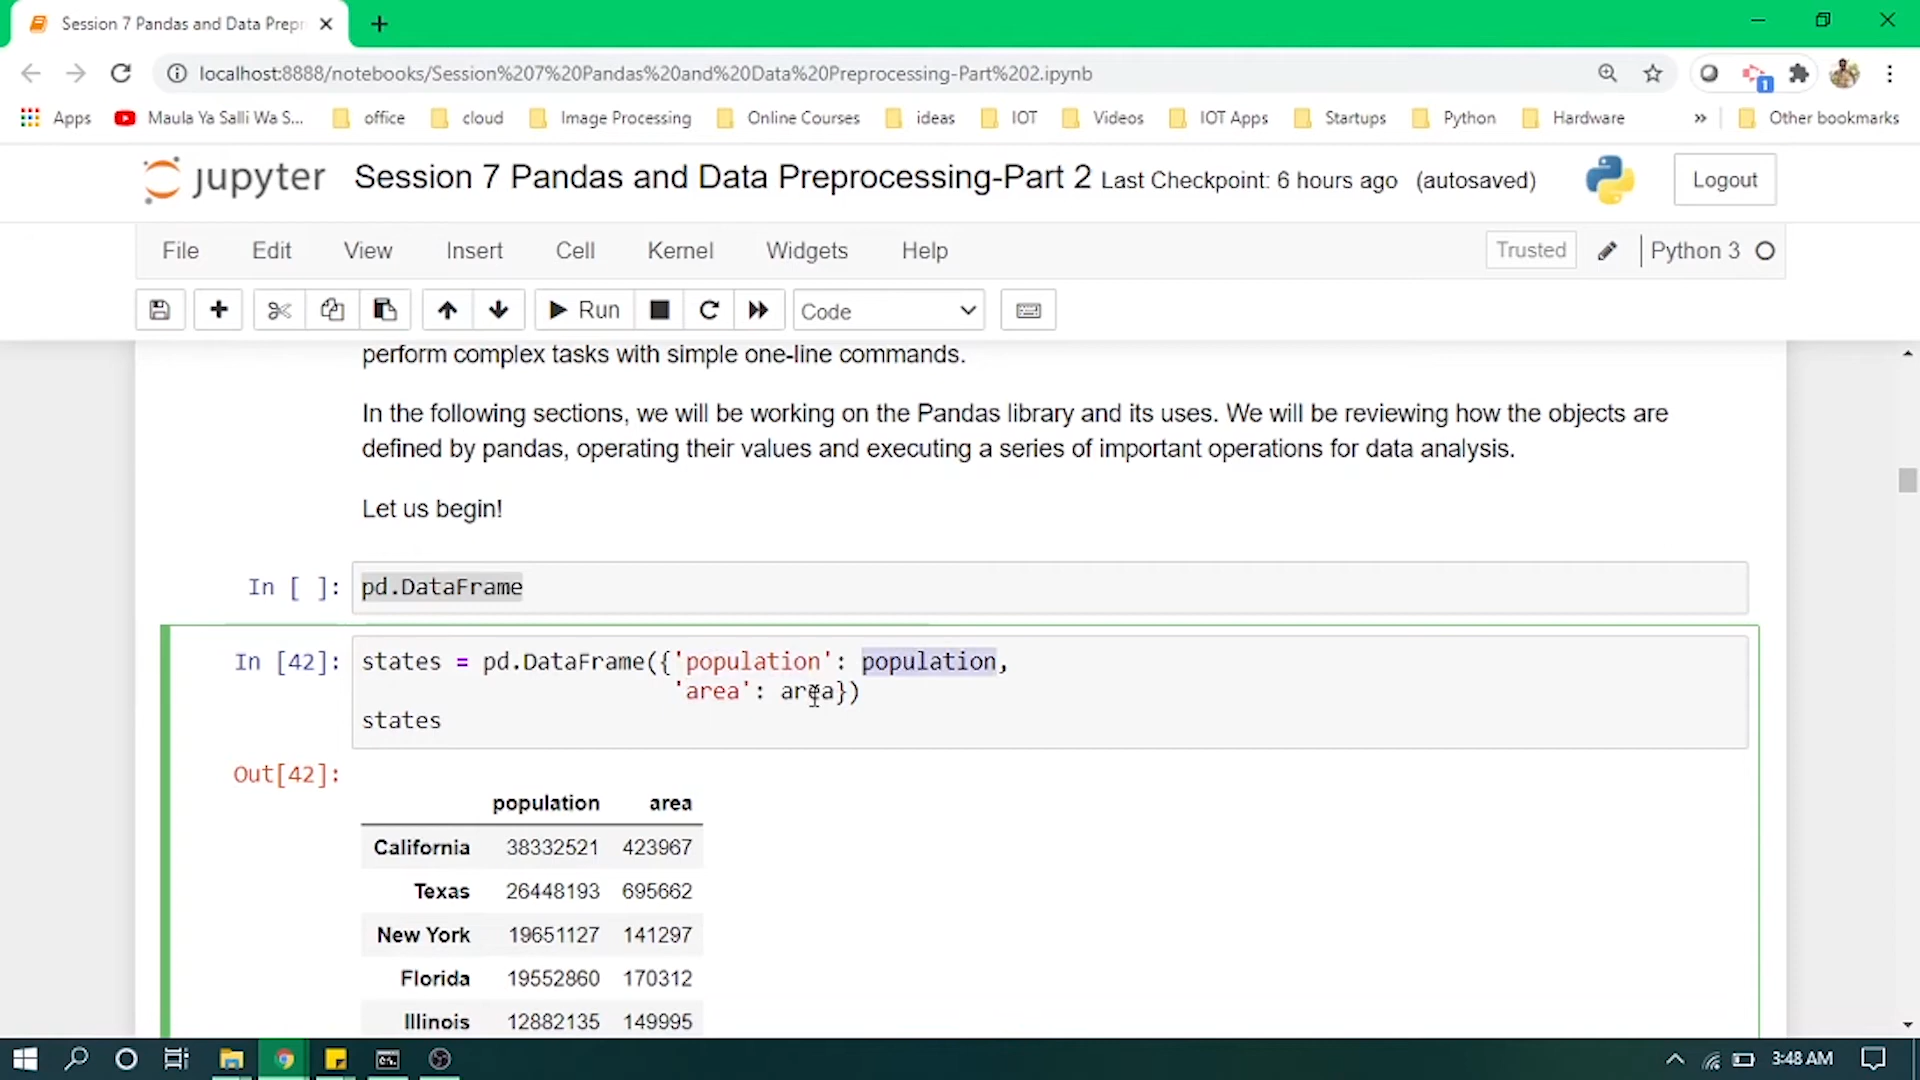 Session 7 Pandas and Data Prepr
localhost:8888/notebooks/Session%207%20Pandas%20and%20Data%20Preprocessing-Part%202.ipynb
1
Apps Maula Ya Salli Wa S... office cloud Image Processing Online Courses ideas IOT Videos IOT Apps Startups Python Hardware » Other bookmarks
jupyter Session 7 Pandas and Data Preprocessing-Part 2 Last Checkpoint: 6 hours ago (autosaved) Logout
File Edit View Insert Cell Kernel Widgets Help Trusted Python 3
Run Code
perform complex tasks with simple one-line commands.
In the following sections, we will be working on the Pandas library and its uses. We will be reviewing how the objects are
defined by pandas, operating their values and executing a series of important operations for data analysis.
Let us begin!
In [ ]: pd.DataFrame
In [42]: states = pd.DataFrame({'population': population,
'area': area})
states
Out[42]:
population area
California 38332521 423967
Texas 26448193 695662
New York 19651127 141297
Florida 19552860 170312
Illinois 12882135 149995
3:48 AM